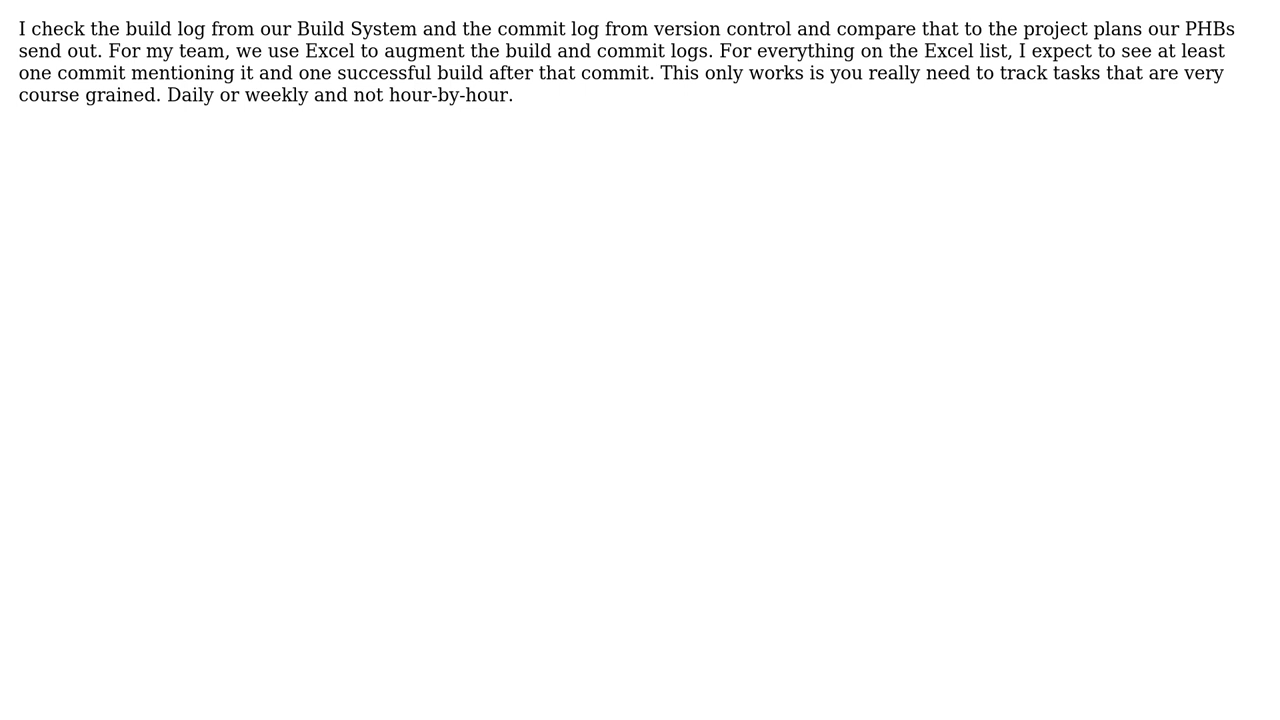 I check the build log from our Build System and the commit log from version control and compare that to the project plans our PHBs
send out. For my team, we use Excel to augment the build and commit logs. For everything on the Excel list, I expect to see at least
one commit mentioning it and one successful build after that commit. This only works is you really need to track tasks that are very
course grained. Daily or weekly and not hour-by-hour.